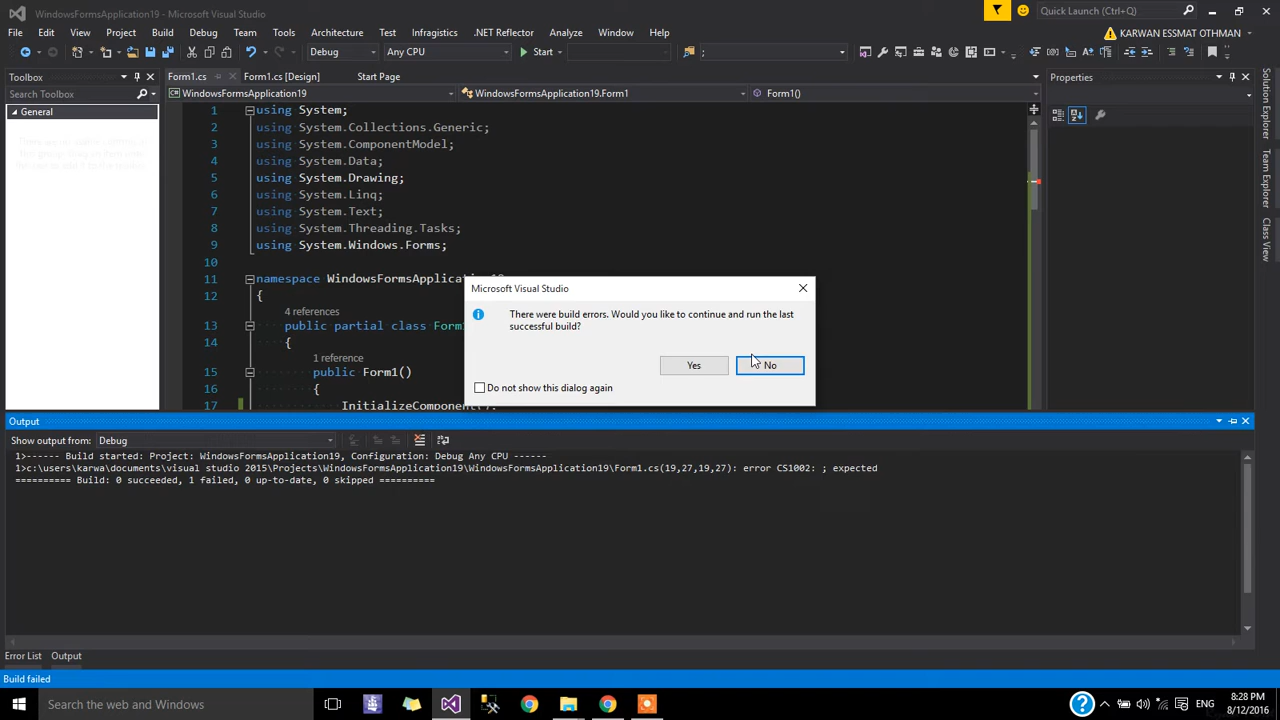 WindowsFormsApplication19 - Microsoft Visual Studio
Quick Launch (Ctrl+Q)
File Edit View Project Build Debug Team Tools Architecture Test Infragistics .NET Reflector Analyze Window Help
KARWAN ESSMAT OTHMAN
Debug Any CPU Start ;
Toolbox
Form1.cs Form1.cs [Design] Start Page
Properties
Search Toolbox
WindowsFormsApplication19 WindowsFormsApplication19.Form1 Form1()
General
1 using System;
2 using System.Collections.Generic;
3 using System.ComponentModel;
4 using System.Data;
5 using System.Drawing;
6 using System.Linq;
7 using System.Text;
8 using System.Threading.Tasks;
9 using System.Windows.Forms;
10
11 namespace WindowsFormsApplication19
12 {
4 references
13 public partial class Form1
14 {
1 reference
15 public Form1()
16 {
17 InitializeComponent();
Solution Explorer
Team Explorer
Class View
Microsoft Visual Studio
There were build errors. Would you like to continue and run the last
successful build?
Yes No
Do not show this dialog again
Output
Show output from: Debug
1>------ Build started: Project: WindowsFormsApplication19, Configuration: Debug Any CPU ------
1>c:\users\karwa\documents\visual studio 2015\Projects\WindowsFormsApplication19\WindowsFormsApplication19\Form1.cs(19,27,19,27): error CS1002: ; expected
========== Build: 0 succeeded, 1 failed, 0 up-to-date, 0 skipped ==========
Error List Output
Build failed
Search the web and Windows
ENG
8:28 PM
8/12/2016